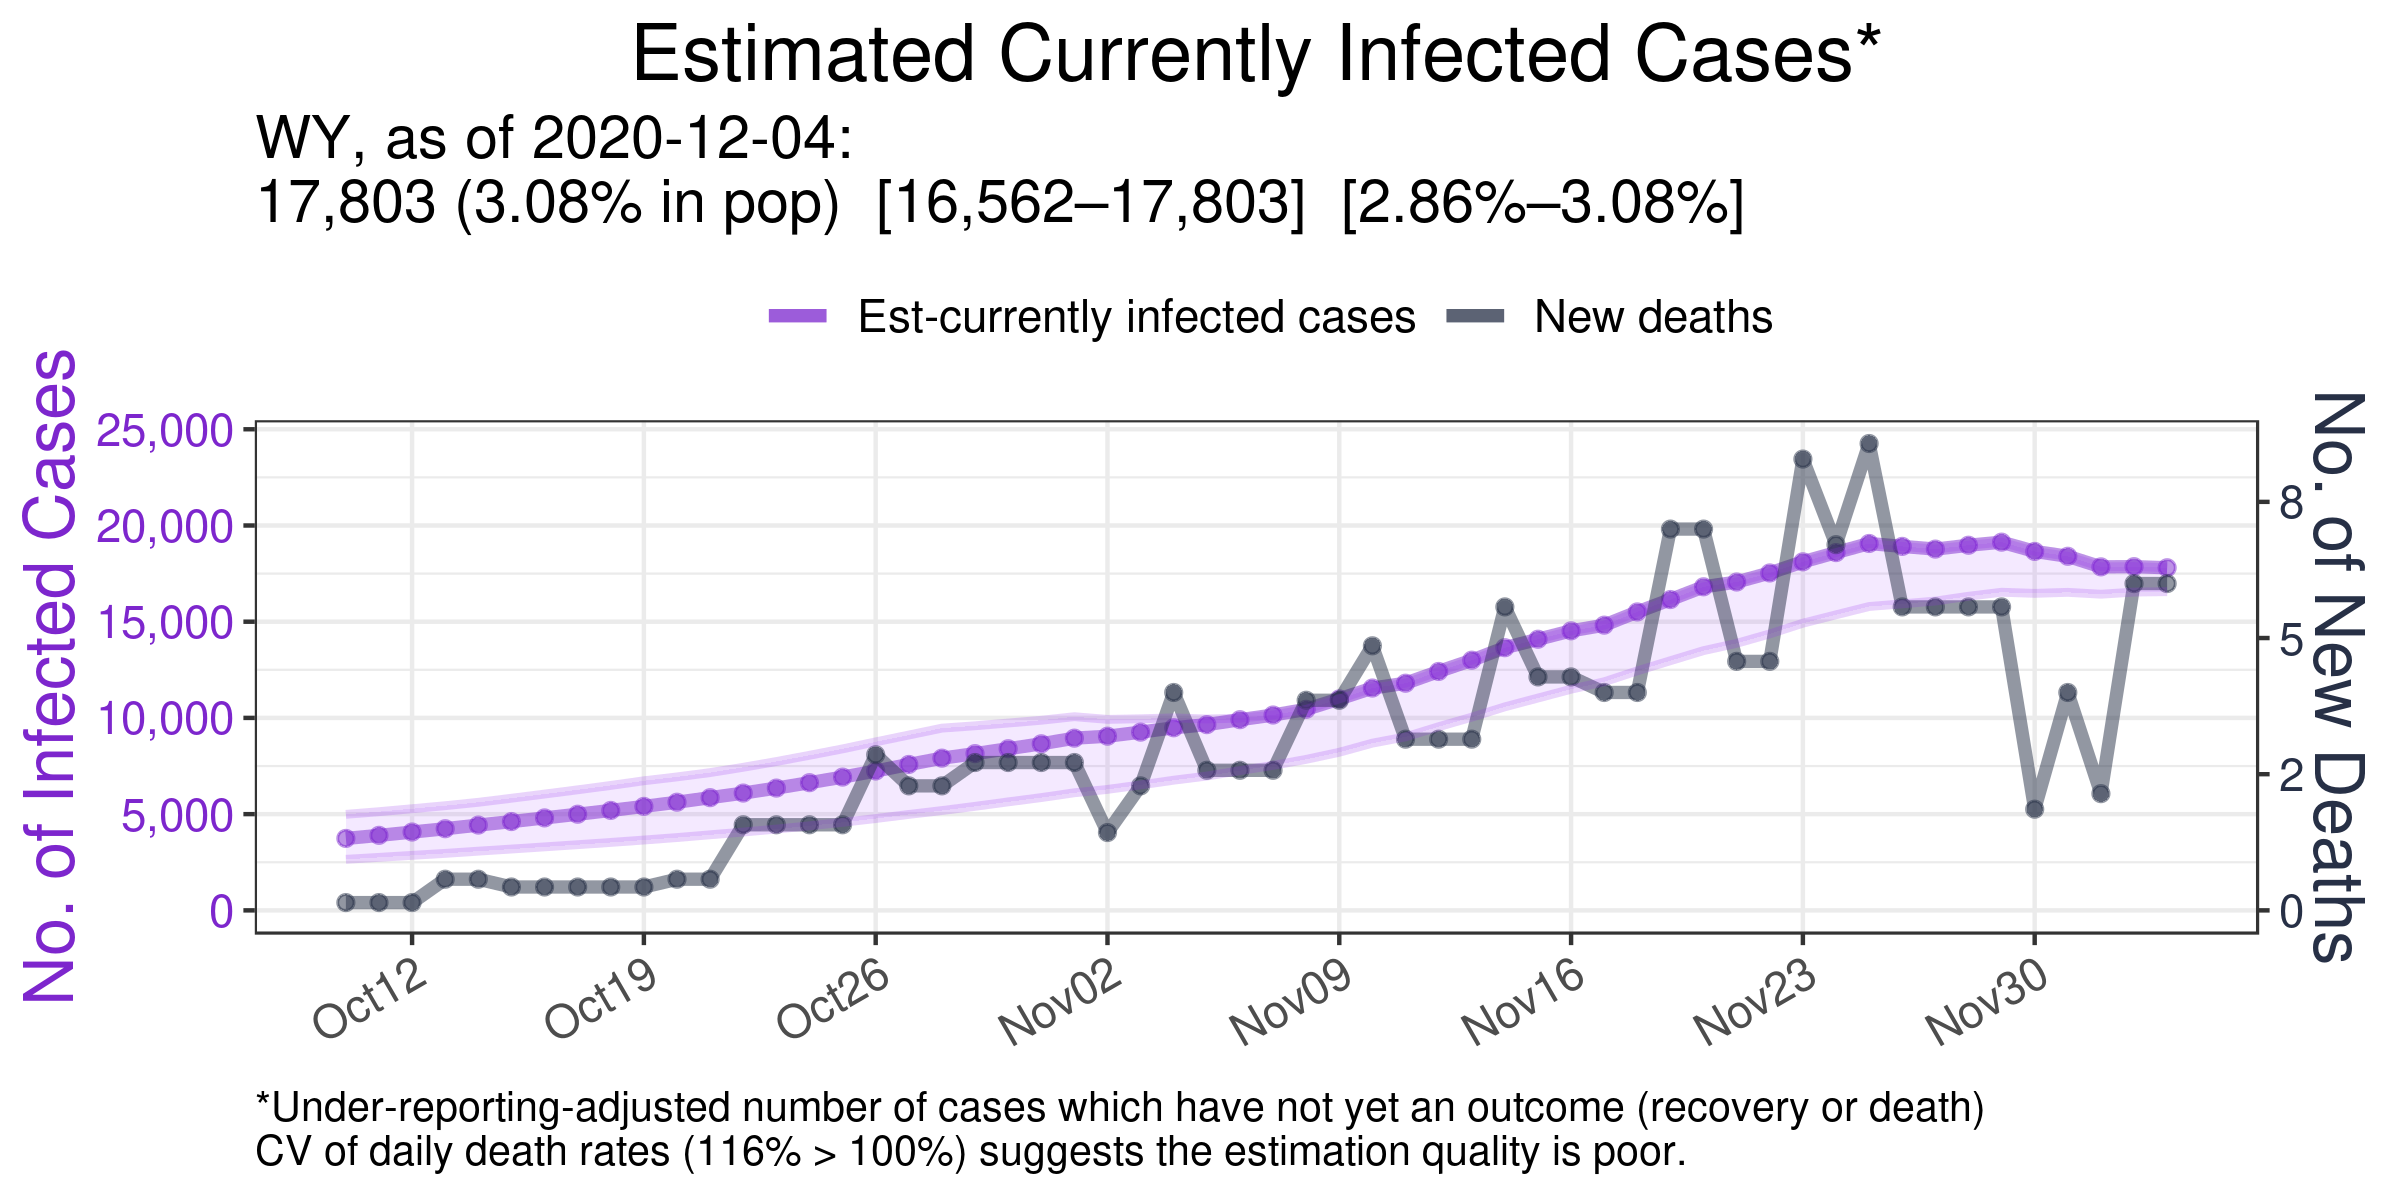 Estimated Currently Infected Cases*
WY, as of 2020-12-04:
17,803 (3.08% in pop)  [16,562–17,803]  [2.86%–3.08%]
Est-currently infected cases
New deaths
No. of Infected Cases
25,000
20,000
15,000
10,000
5,000
0
8
5
2
0
No. of New Deaths
Oct12
Oct19
Oct26
Nov02
Nov09
Nov16
Nov23
Nov30
*Under-reporting-adjusted number of cases which have not yet an outcome (recovery or death)
CV of daily death rates (116% > 100%) suggests the estimation quality is poor.